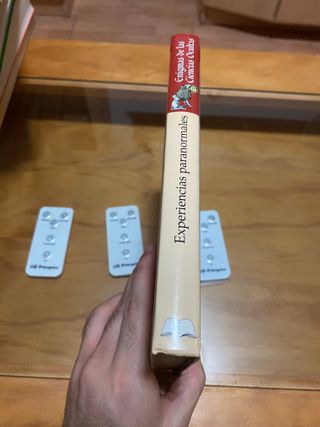 Enigmas de las
Ciencias Ocultas
Experiencias paranormales